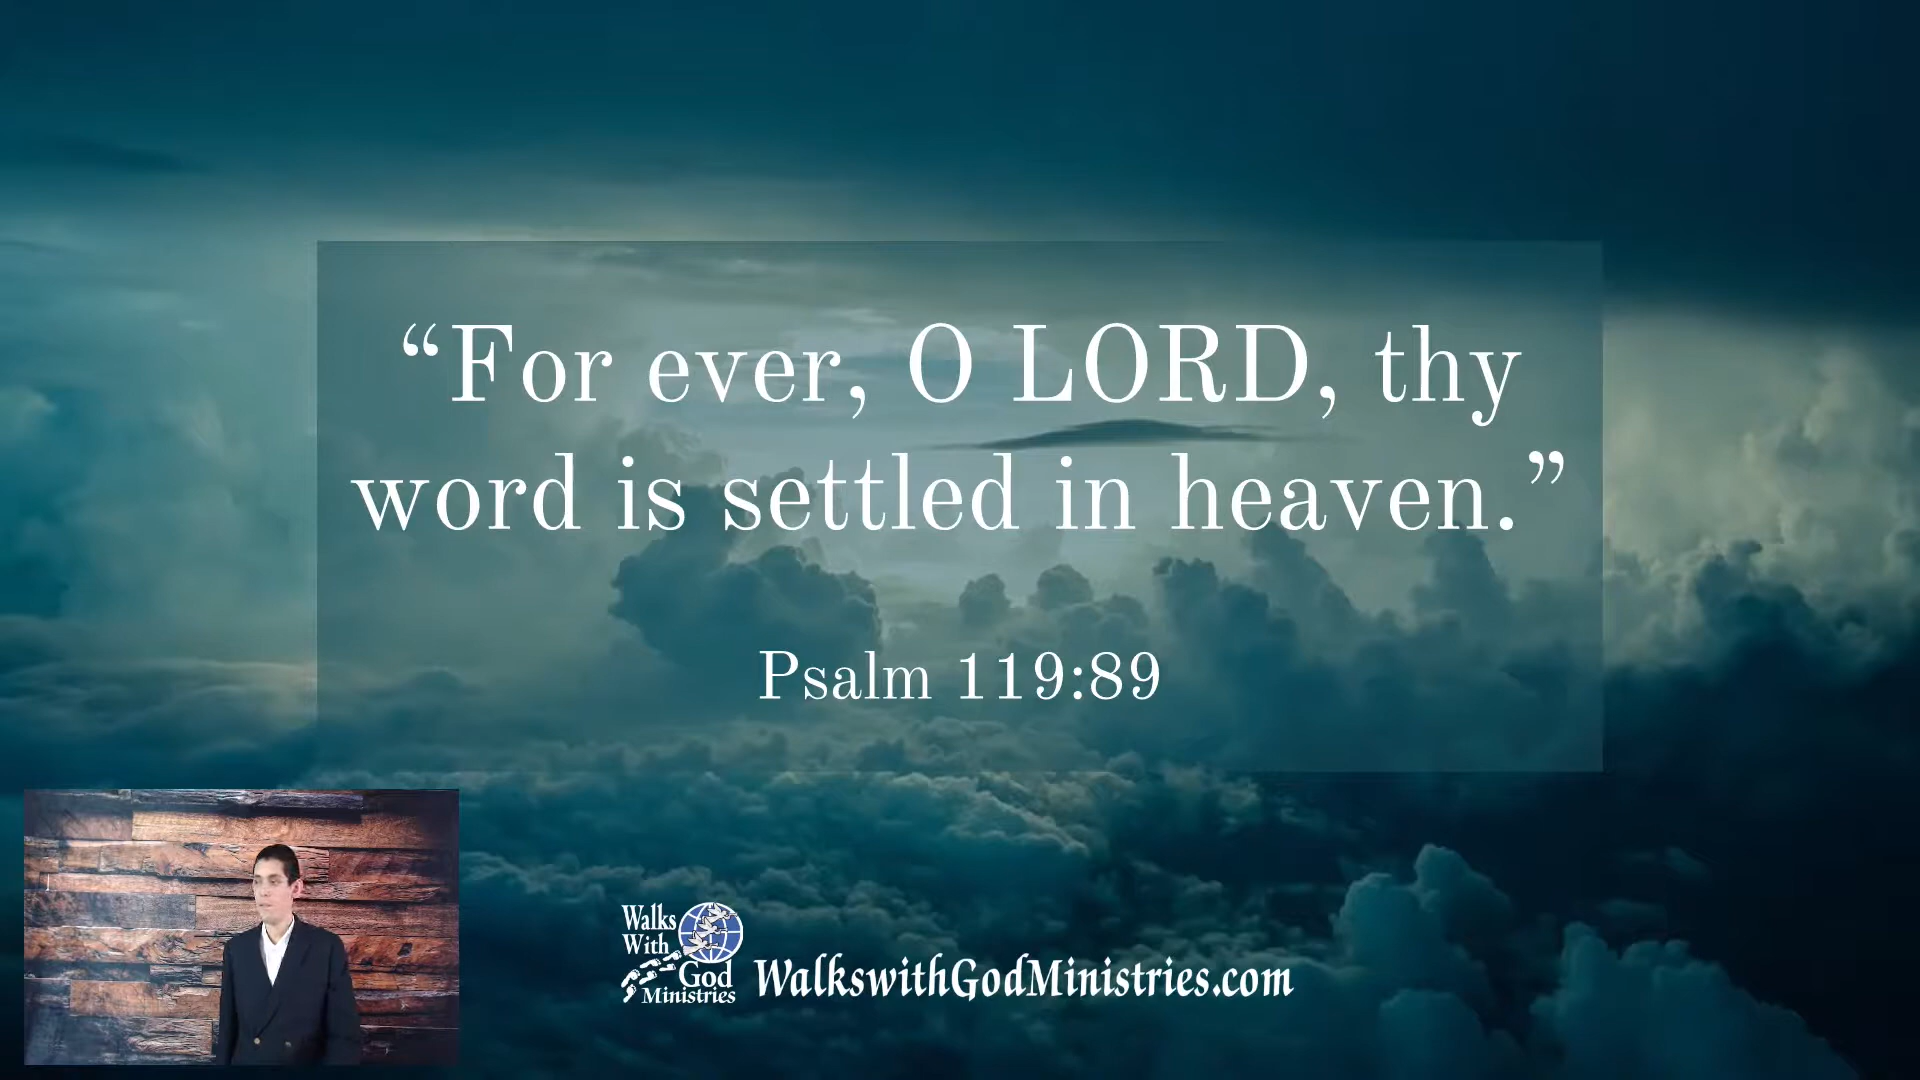 “For ever, O LORD, thy
word is settled in heaven.”
Psalm 119:89
Walks
With
God
Ministries
WalkswithGodMinistries.com